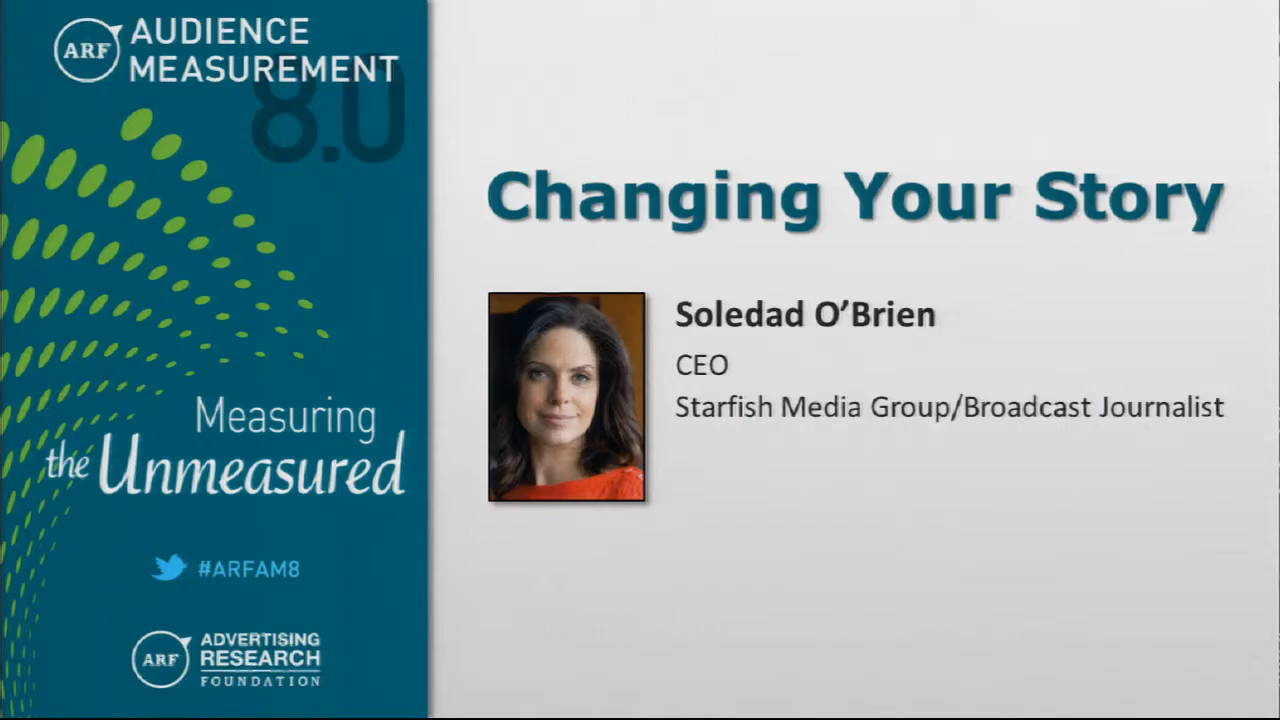 ARF
AUDIENCE
MEASUREMENT
8.0
Measuring
the Unmeasured
#ARFAM8
ARF
ADVERTISING
RESEARCH
FOUNDATION
Changing Your Story
Soledad O’Brien
CEO
Starfish Media Group/Broadcast Journalist